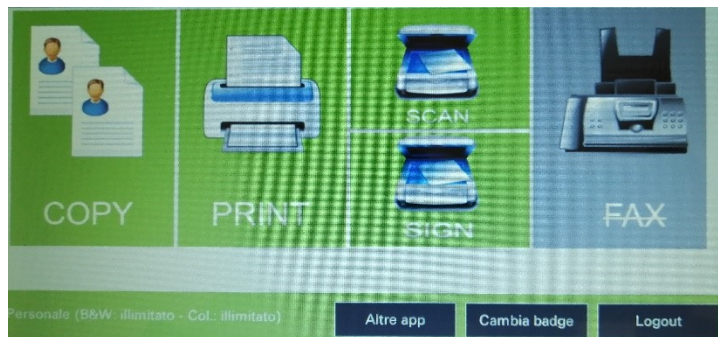 SCAN
COPY
PRINT
SIGN
FAX
Personale (B&W: illimitato - Col.: illimitato)
Altre app
Cambia badge
Logout